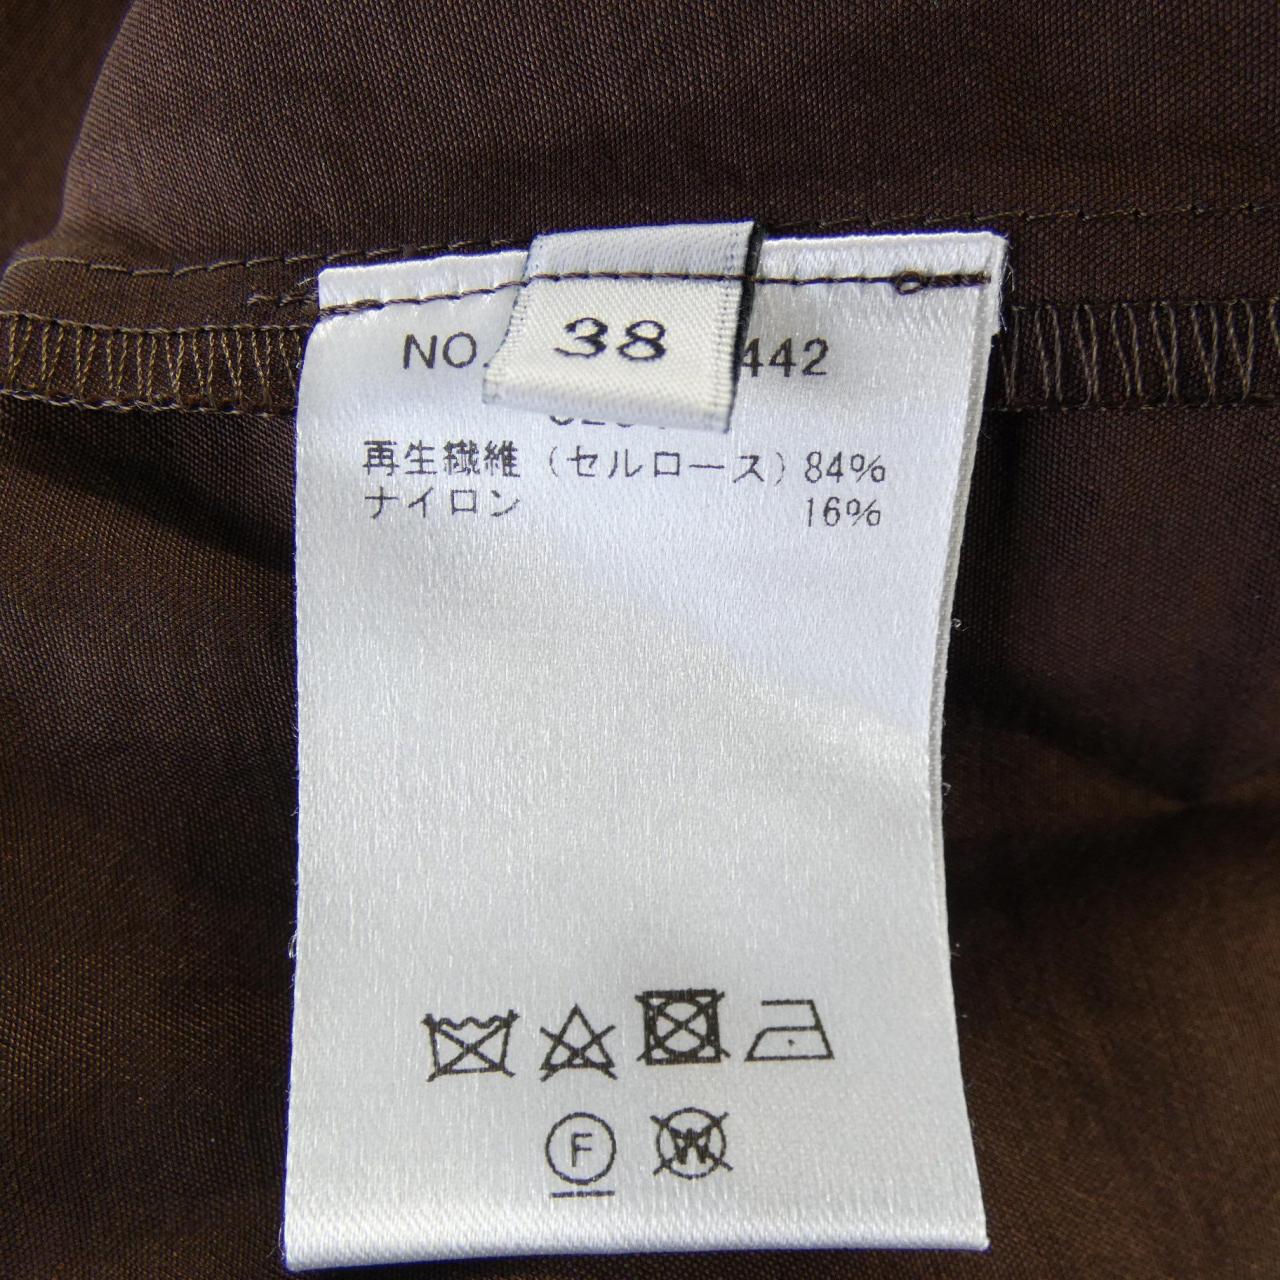 38
NO. 442
再生繊維(セルロース)84%
ナイロン 16%
F
W